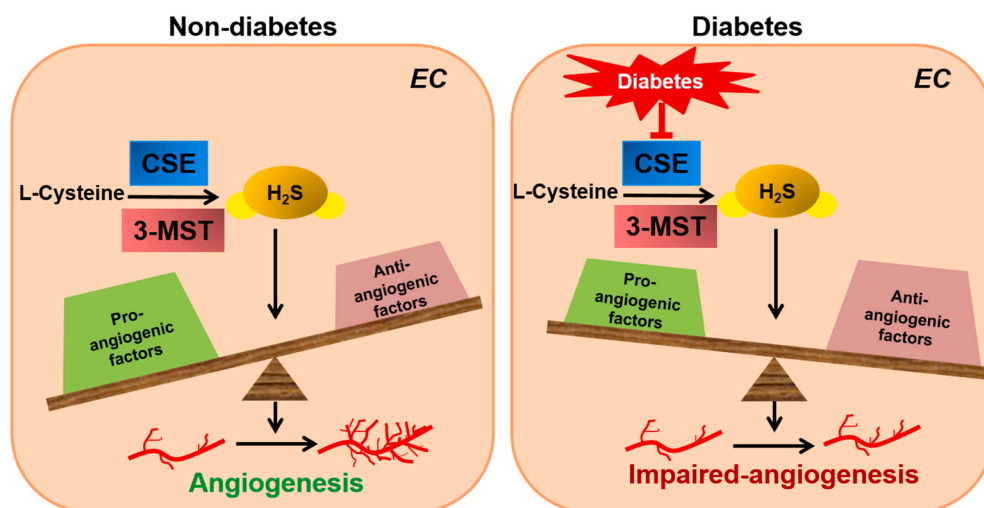 Non-diabetes
EC
CSE
L-Cysteine
H₂S
3-MST
Anti-
angiogenic
factors
Pro-
angiogenic
factors
Angiogenesis
Diabetes
EC
Diabetes
CSE
L-Cysteine
H₂S
3-MST
Pro-
angiogenic
factors
Anti-
angiogenic
factors
Impaired-angiogenesis